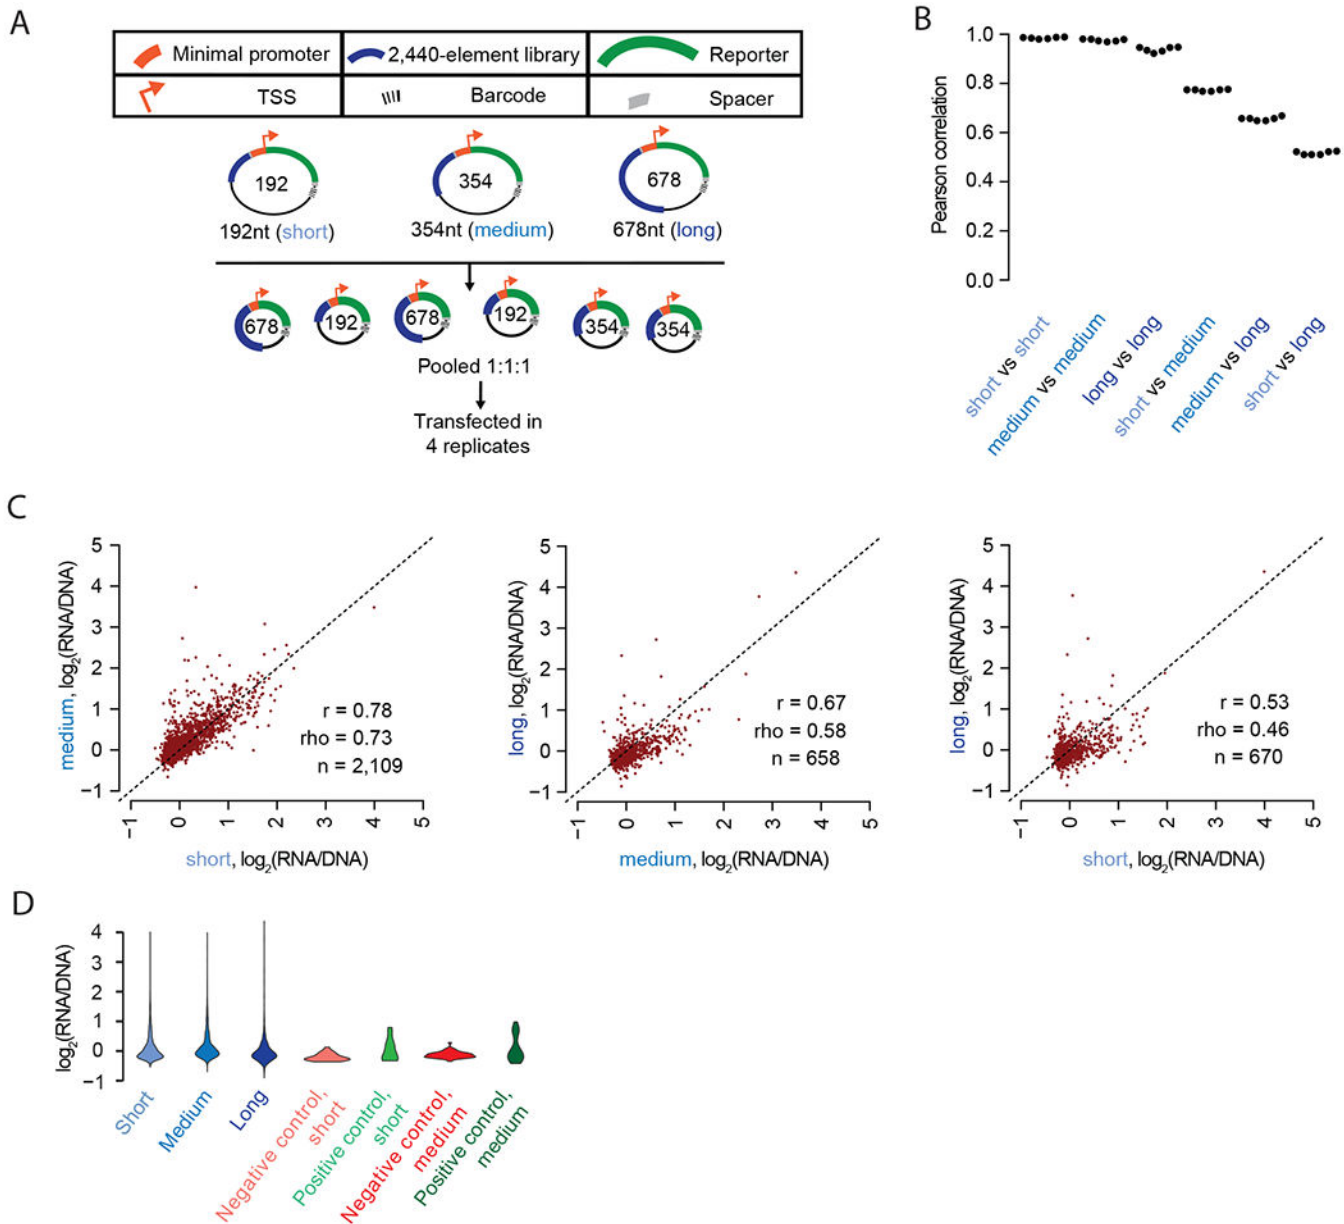 A
Minimal promoter
2,440-element library
Reporter
TSS
Barcode
Spacer
192
354
678
192nt (short)
354nt (medium)
678nt (long)
678
192
678
192
354
354
Pooled 1:1:1
Transfected in
4 replicates
B
Pearson correlation
1.0
0.8
0.6
0.4
0.2
0.0
short vs short
medium vs medium
long vs long
short vs medium
medium vs long
short vs long
C
medium, log2(RNA/DNA)
5
4
3
2
1
0
−1
r = 0.78
rho = 0.73
n = 2,109
−1 0 1 2 3 4 5
short, log2(RNA/DNA)
long, log2(RNA/DNA)
5
4
3
2
1
0
−1
r = 0.67
rho = 0.58
n = 658
−1 0 1 2 3 4 5
medium, log2(RNA/DNA)
long, log2(RNA/DNA)
5
4
3
2
1
0
−1
r = 0.53
rho = 0.46
n = 670
−1 0 1 2 3 4 5
short, log2(RNA/DNA)
D
log2(RNA/DNA)
4
3
2
1
0
−1
Short
Medium
Long
Negative control,
short
Positive control,
short
Negative control,
medium
Positive control,
medium